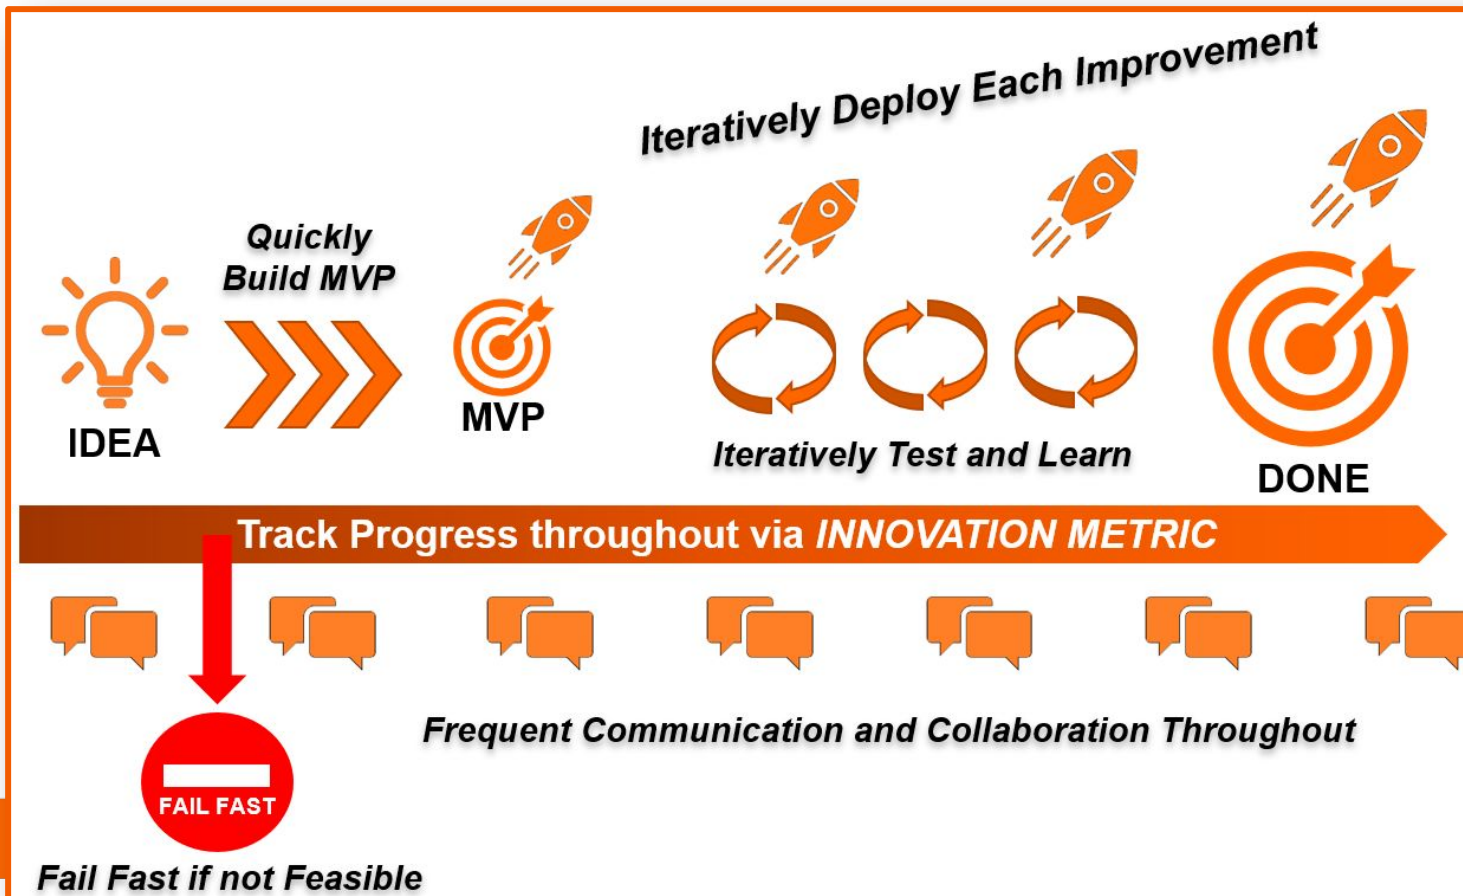 Iteratively Deploy Each Improvement
Quickly
Build MVP
IDEA
MVP
Iteratively Test and Learn
DONE
Track Progress throughout via INNOVATION METRIC
Frequent Communication and Collaboration Throughout
FAIL FAST
Fail Fast if not Feasible